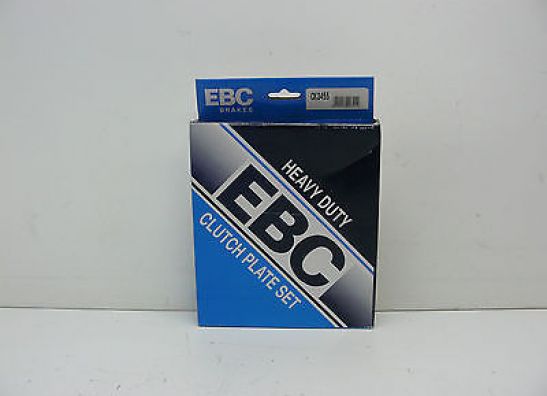 EBC
BRAKES
CK3455
HEAVY DUTY
EBC
CLUTCH PLATE SET